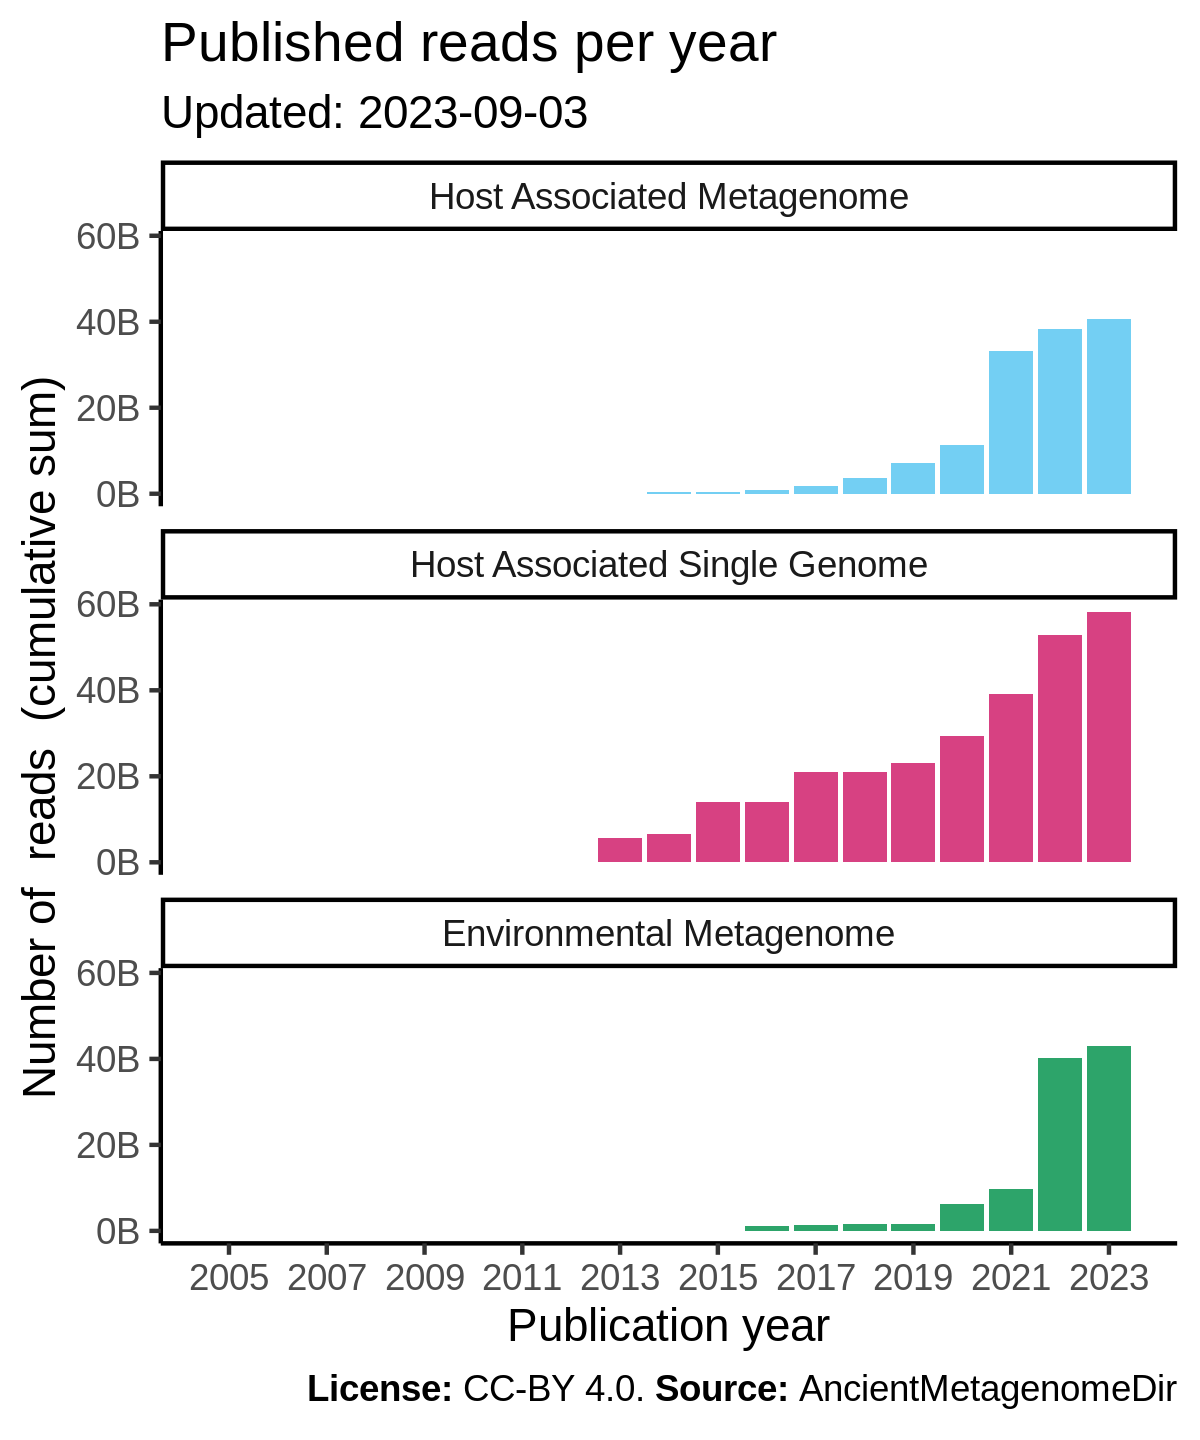 Published reads per year
Updated: 2023-09-03
Host Associated Metagenome
60B
40B
20B
0B
Host Associated Single Genome
60B
40B
20B
0B
Environmental Metagenome
60B
40B
20B
0B
Number of  reads  (cumulative sum)
2005 2007 2009 2011 2013 2015 2017 2019 2021 2023
Publication year
License: CC-BY 4.0. Source: AncientMetagenomeDir